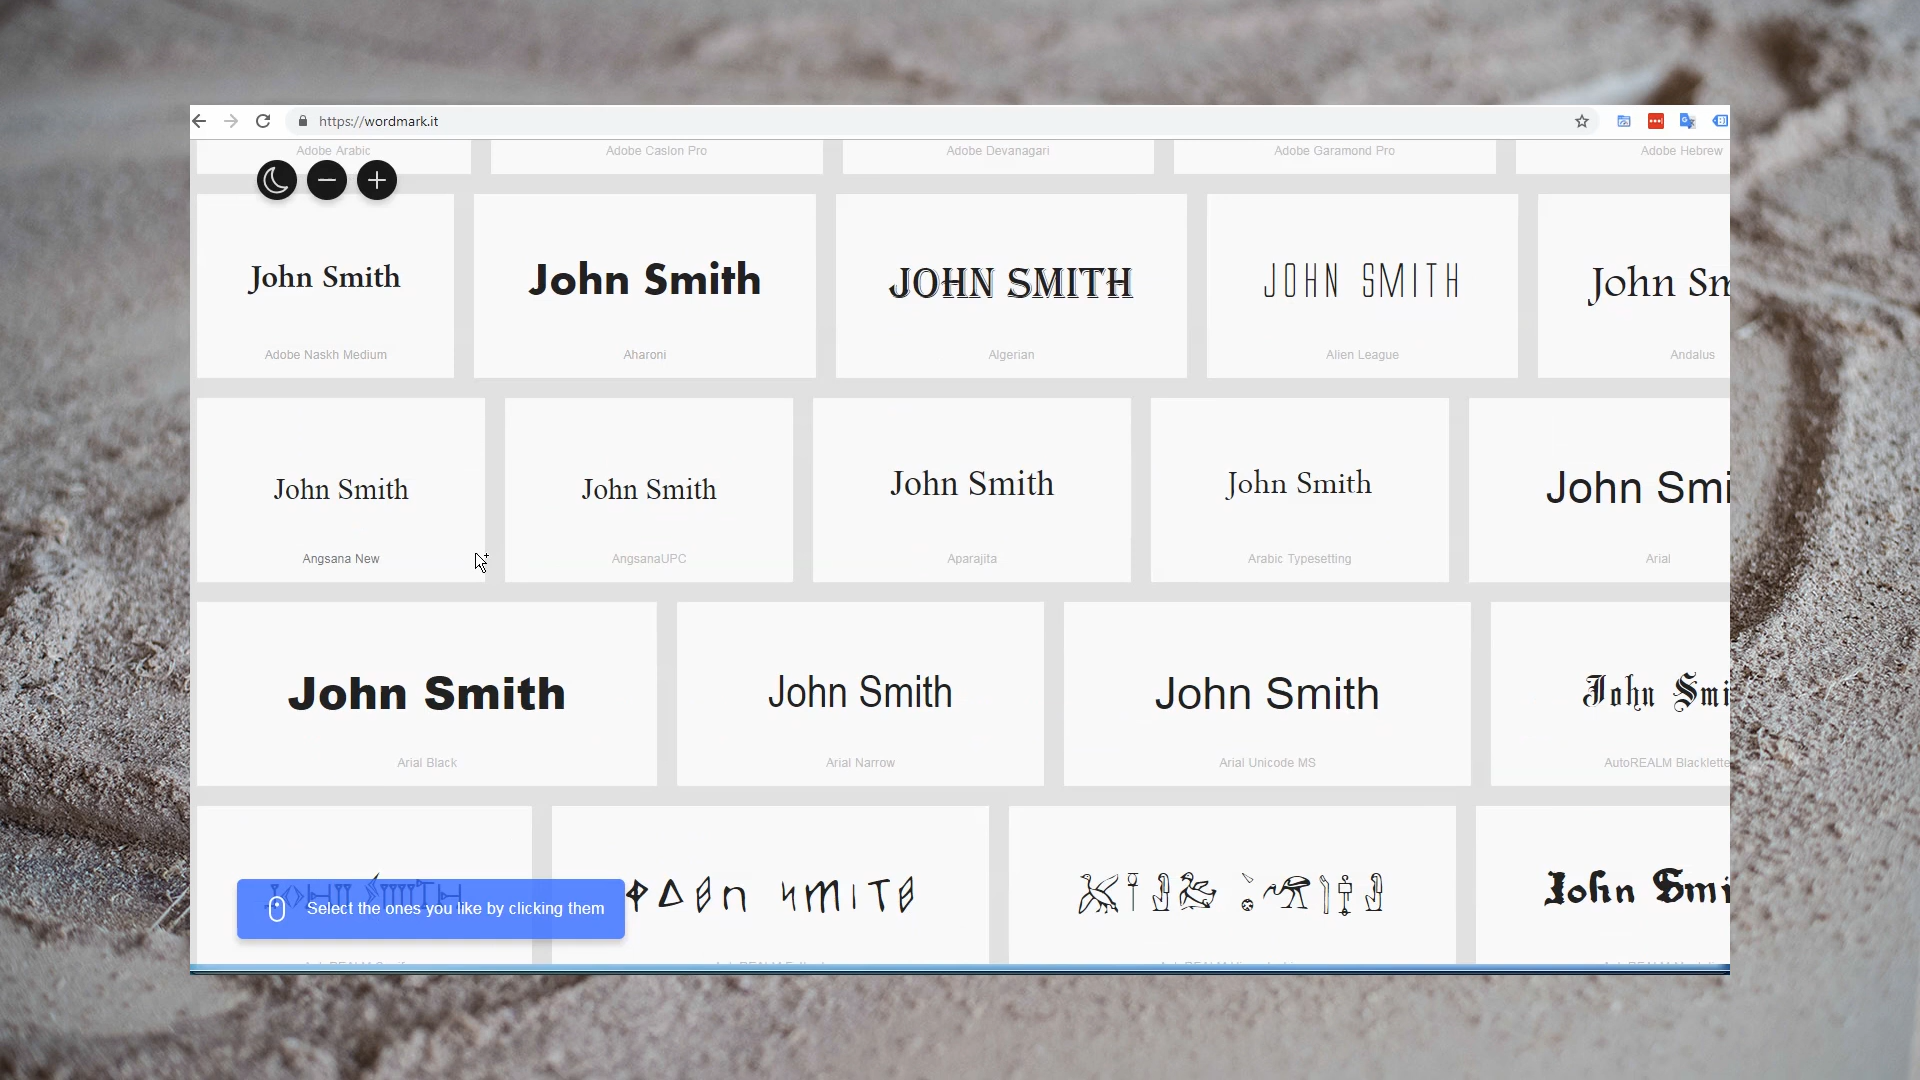 https://wordmark.it
Adobe Arabic
Adobe Caslon Pro
Adobe Devanagari
Adobe Garamond Pro
Adobe Hebrew
John Smith
Adobe Naskh Medium
John Smith
Aharoni
JOHN SMITH
Algerian
JOHN SMITH
Alien League
John Sm
Andalus
John Smith
Angsana New
John Smith
AngsanaUPC
John Smith
Aparajita
John Smith
Arabic Typesetting
John Smi
Arial
John Smith
Arial Black
John Smith
Arial Narrow
John Smith
Arial Unicode MS
John Smi
AutoREALM Blacklette
John Smi
Select the ones you like by clicking them